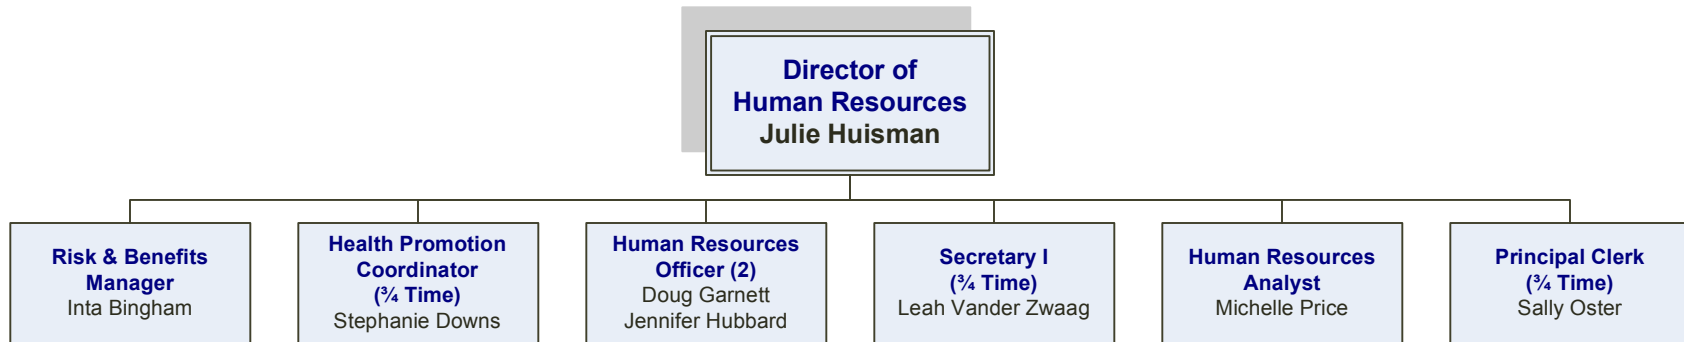 Director of
Human Resources
Julie Huisman
Risk & Benefits
Manager
Inta Bingham
Health Promotion
Coordinator
(¾ Time)
Stephanie Downs
Human Resources
Officer (2)
Doug Garnett
Jennifer Hubbard
Secretary I
(¾ Time)
Leah Vander Zwaag
Human Resources
Analyst
Michelle Price
Principal Clerk
(¾ Time)
Sally Oster